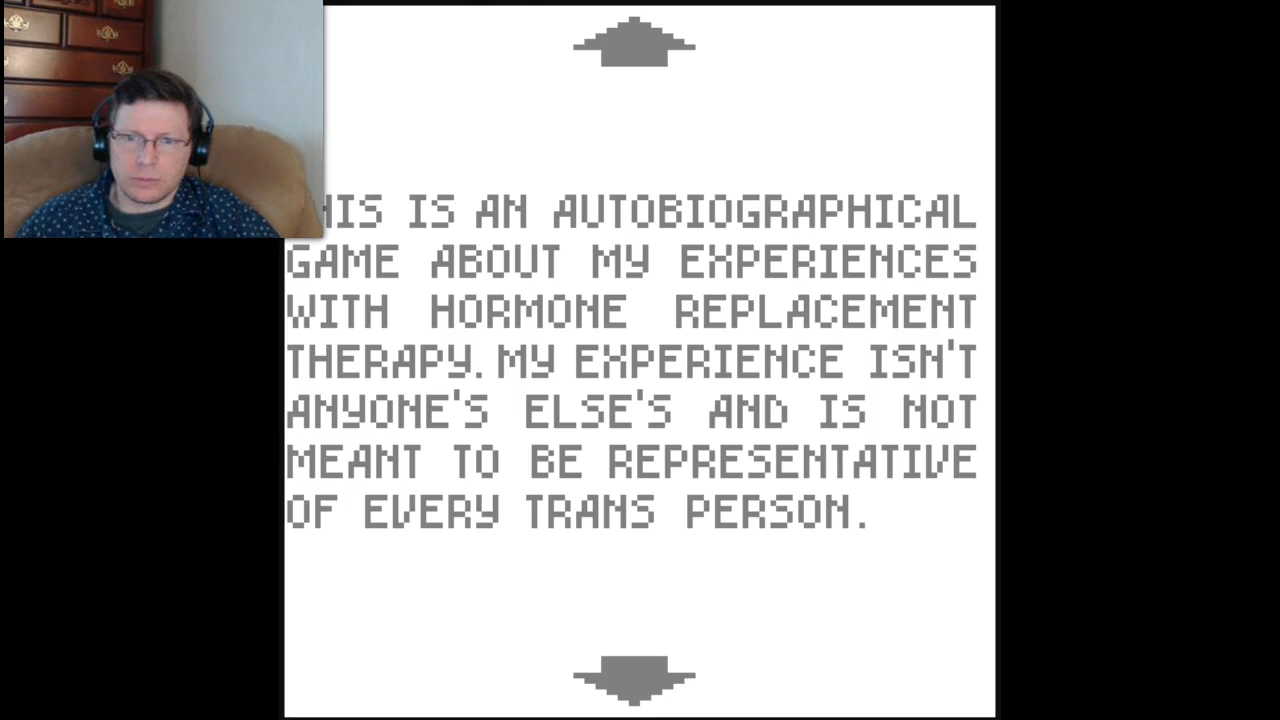 HIS IS AN AUTOBIOGRAPHICAL
GAME ABOUT MY EXPERIENCES
WITH HORMONE REPLACEMENT
THERAPY. MY EXPERIENCE ISN'T
ANYONE'S ELSE'S AND IS NOT
MEANT TO BE REPRESENTATIVE
OF EVERY TRANS PERSON.